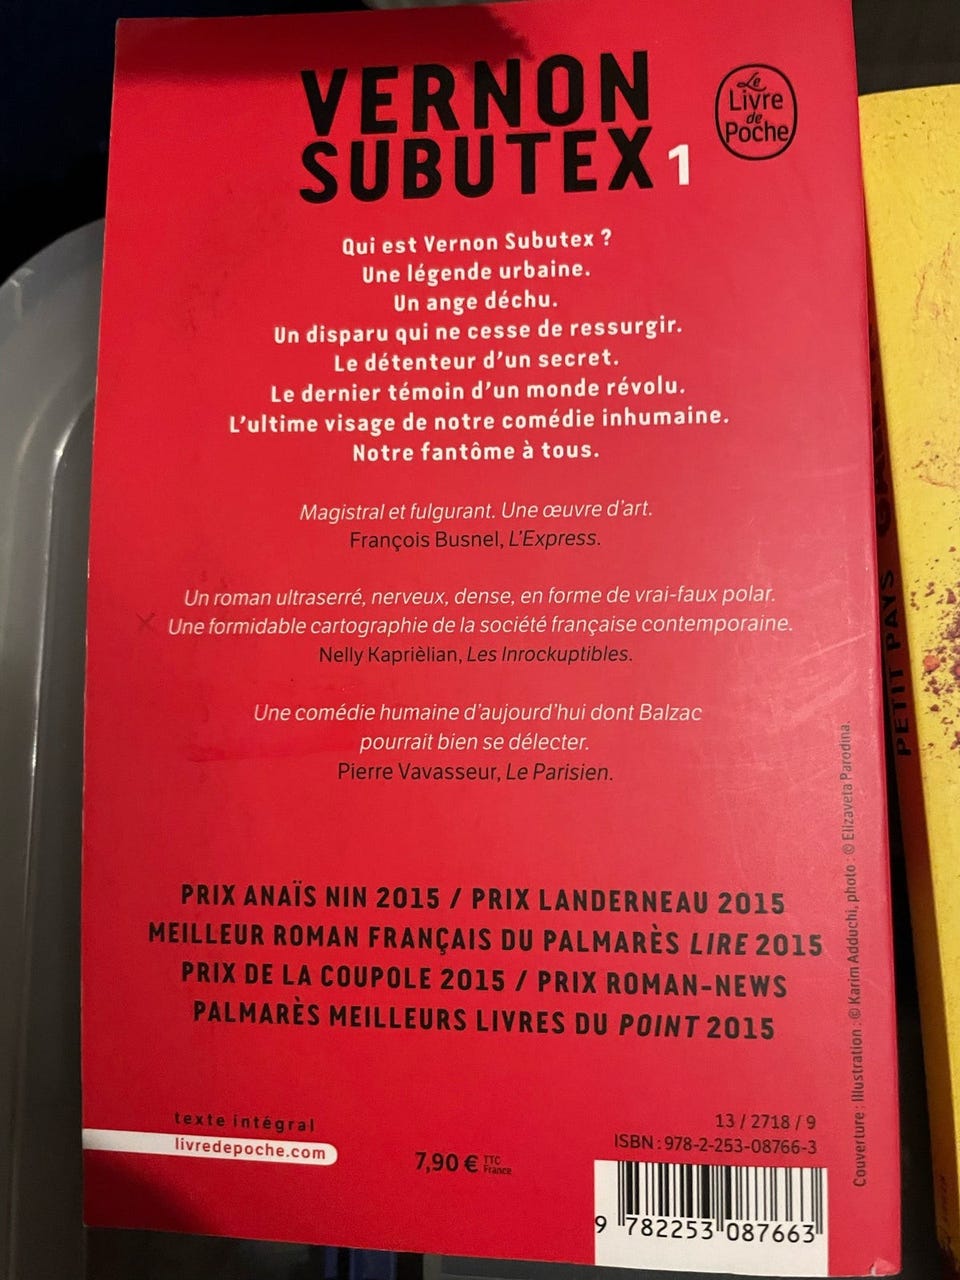 VERNON
SUBUTEX 1
Le
Livre
de
Poche
Qui est Vernon Subutex ?
Une légende urbaine.
Un ange déchu.
Un disparu qui ne cesse de ressurgir.
Le détenteur d'un secret.
Le dernier témoin d'un monde révolu.
L'ultime visage de notre comédie inhumaine.
Notre fantôme à tous.
Magistral et fulgurant. Une œuvre d'art.
François Busnel, L'Express.
Un roman ultraserré, nerveux, dense, en forme de vrai-faux polar.
Une formidable cartographie de la société française contemporaine.
Nelly Kaprièlian, Les Inrockuptibles.
Une comédie humaine d'aujourd'hui dont Balzac
pourrait bien se délecter.
Pierre Vavasseur, Le Parisien.
PRIX ANAÏS NIN 2015 / PRIX LANDERNEAU 2015
MEILLEUR ROMAN FRANÇAIS DU PALMARÈS LIRE 2015
PRIX DE LA COUPOLE 2015 / PRIX ROMAN-NEWS
PALMARÈS MEILLEURS LIVRES DU POINT 2015
texte intégral
livredepoche.com
7,90 € TTC
France
13 / 2718 / 9
ISBN : 978-2-253-08766-3
9 782253 087663
Couverture : Illustration : © Karim Adduchi, photo : © Elizaveta Parodina.
PETIT PAYS